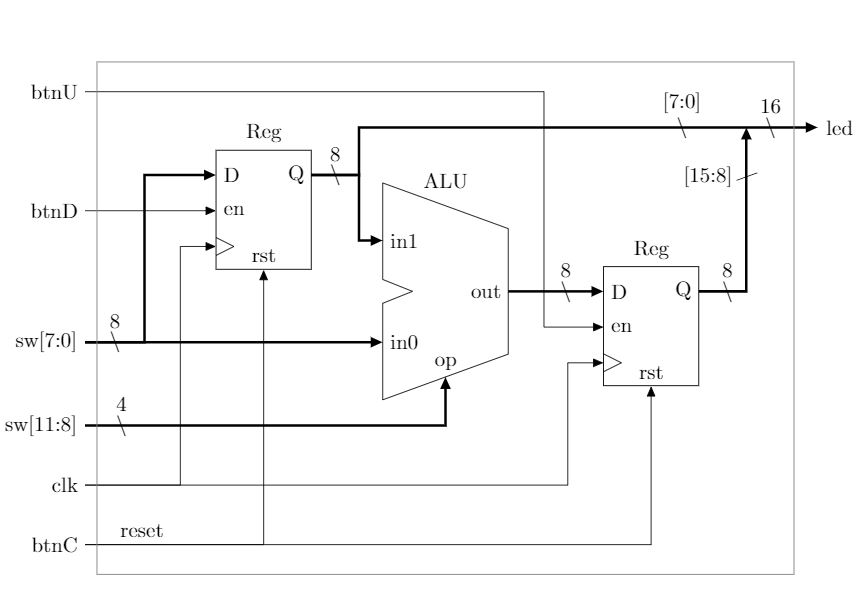 btnU
[7:0]
16
led
Reg
8
D
Q
[15:8]
ALU
btnD
en
rst
in1
Reg
8
8
out
D
Q
sw[7:0]
8
in0
en
op
rst
4
sw[11:8]
clk
reset
btnC